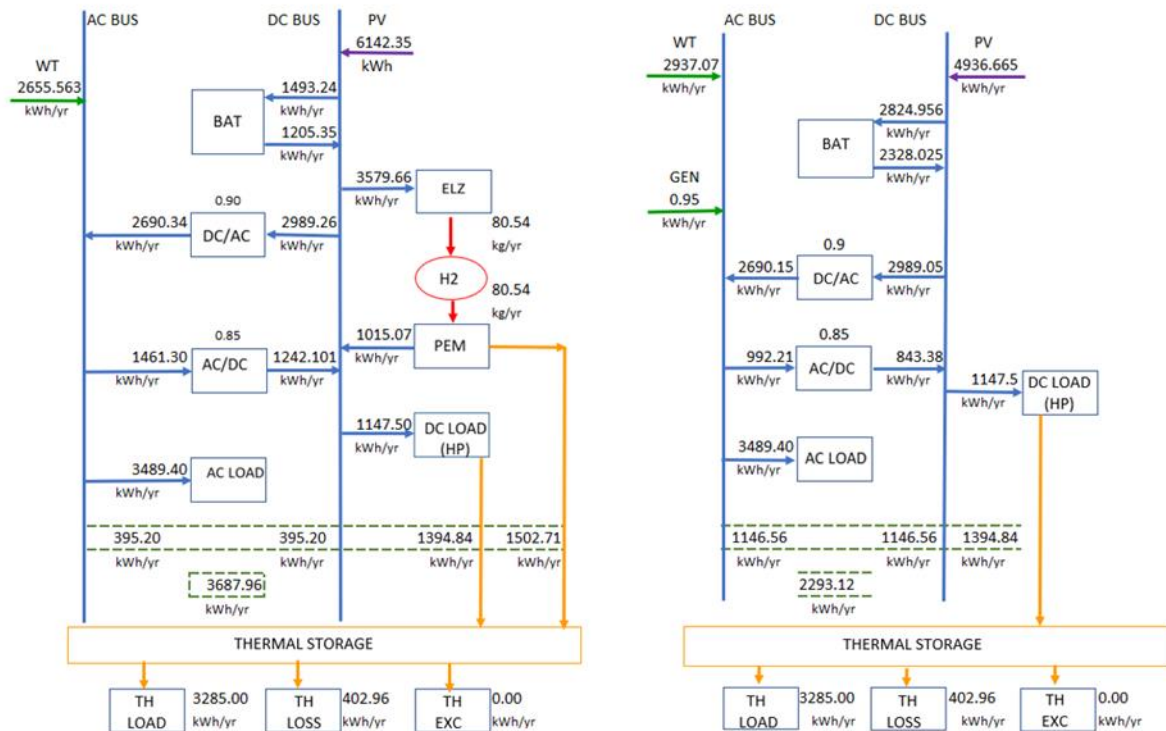 AC BUS
DC BUS
PV
6142.35
kWh
WT
2655.563
kWh/yr
1493.24
kWh/yr
BAT
1205.35
kWh/yr
3579.66
kWh/yr
ELZ
0.90
2690.34
kWh/yr
DC/AC
2989.26
kWh/yr
80.54
kg/yr
H2
80.54
kg/yr
0.85
1461.30
kWh/yr
AC/DC
1242.101
kWh/yr
1015.07
kWh/yr
PEM
1147.50
kWh/yr
DC LOAD
(HP)
3489.40
kWh/yr
AC LOAD
395.20
kWh/yr
395.20
kWh/yr
1394.84
kWh/yr
1502.71
kWh/yr
3687.96
kWh/yr
THERMAL STORAGE
TH
LOAD
3285.00
kWh/yr
TH
LOSS
402.96
kWh/yr
TH
EXC
0.00
kWh/yr
AC BUS
DC BUS
WT
2937.07
kWh/yr
PV
4936.665
kWh/yr
2824.956
kWh/yr
BAT
2328.025
kWh/yr
GEN
0.95
kWh/yr
0.9
2690.15
kWh/yr
DC/AC
2989.05
kWh/yr
0.85
992.21
kWh/yr
AC/DC
843.38
kWh/yr
1147.5
kWh/yr
DC LOAD
(HP)
3489.40
kWh/yr
AC LOAD
1146.56
kWh/yr
1146.56
kWh/yr
1394.84
kWh/yr
2293.12
kWh/yr
THERMAL STORAGE
TH
LOAD
3285.00
kWh/yr
TH
LOSS
402.96
kWh/yr
TH
EXC
0.00
kWh/yr